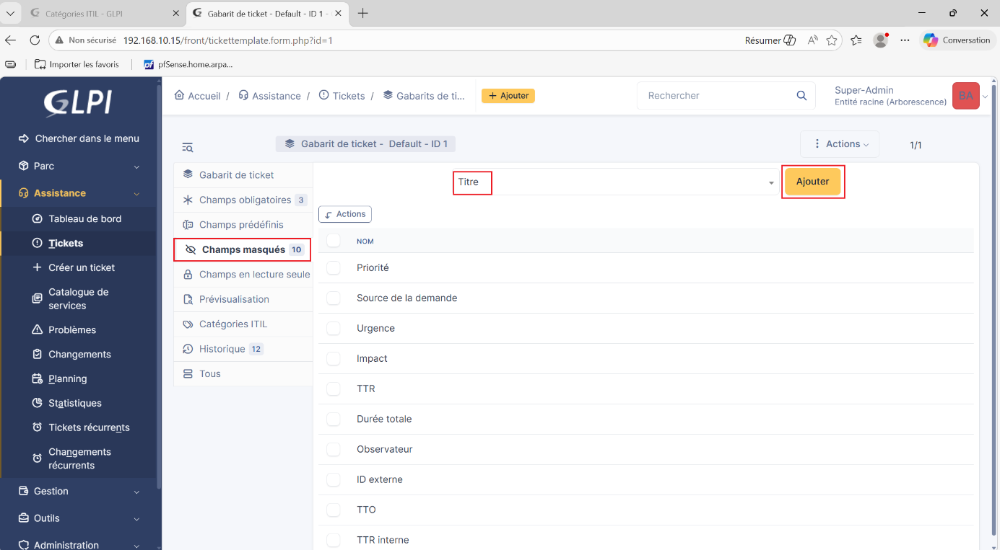 Catégories ITIL - GLPI
Gabarit de ticket - Default - ID 1 -
Non sécurisé 192.168.10.15/front/tickettemplate.form.php?id=1
Résumer
Conversation
Importer les favoris
pfSense.home.arpa...
GLPI
Accueil / Assistance / Tickets / Gabarits de ti...
+ Ajouter
Rechercher
Super-Admin
Entité racine (Arborescence)
BA
Chercher dans le menu
Parc
Assistance
Tableau de bord
Tickets
Créer un ticket
Catalogue de
services
Problèmes
Changements
Planning
Statistiques
Tickets récurrents
Changements
récurrents
Gestion
Outils
Administration
Gabarit de ticket - Default - ID 1
Actions
1/1
Gabarit de ticket
Champs obligatoires 3
Champs prédéfinis
Champs masqués 10
Champs en lecture seule
Prévisualisation
Catégories ITIL
Historique 12
Tous
Titre
Ajouter
Actions
NOM
Priorité
Source de la demande
Urgence
Impact
TTR
Durée totale
Observateur
ID externe
TTO
TTR interne